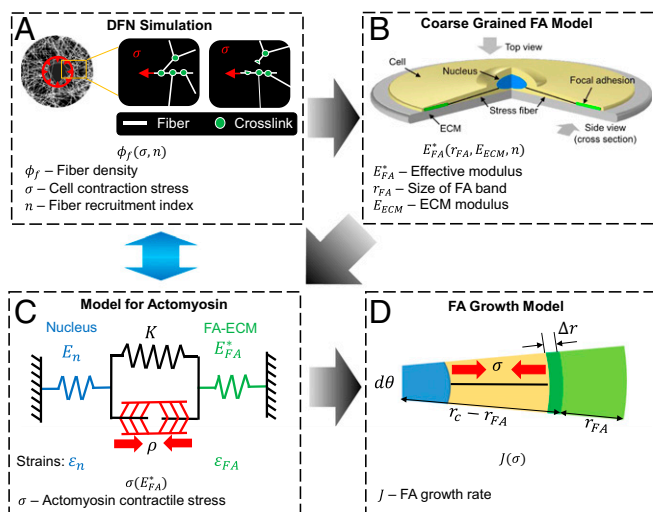 A
DFN Simulation
σ
σ
Fiber
Crosslink
ϕ_f(σ, n)
ϕ_f – Fiber density
σ – Cell contraction stress
n – Fiber recruitment index
B
Coarse Grained FA Model
Top view
Cell
Nucleus
Focal adhesion
ECM
Stress fiber
Side view
(cross section)
E*_FA(r_FA, E_ECM, n)
E*_FA – Effective modulus
r_FA – Size of FA band
E_ECM – ECM modulus
C
Model for Actomyosin
Nucleus
K
FA-ECM
E_n
E*_FA
ρ
Strains: ε_n
ε_FA
σ(E*_FA)
σ – Actomyosin contractile stress
D
FA Growth Model
Δr
σ
dθ
r_c − r_FA
r_FA
J(σ)
J – FA growth rate